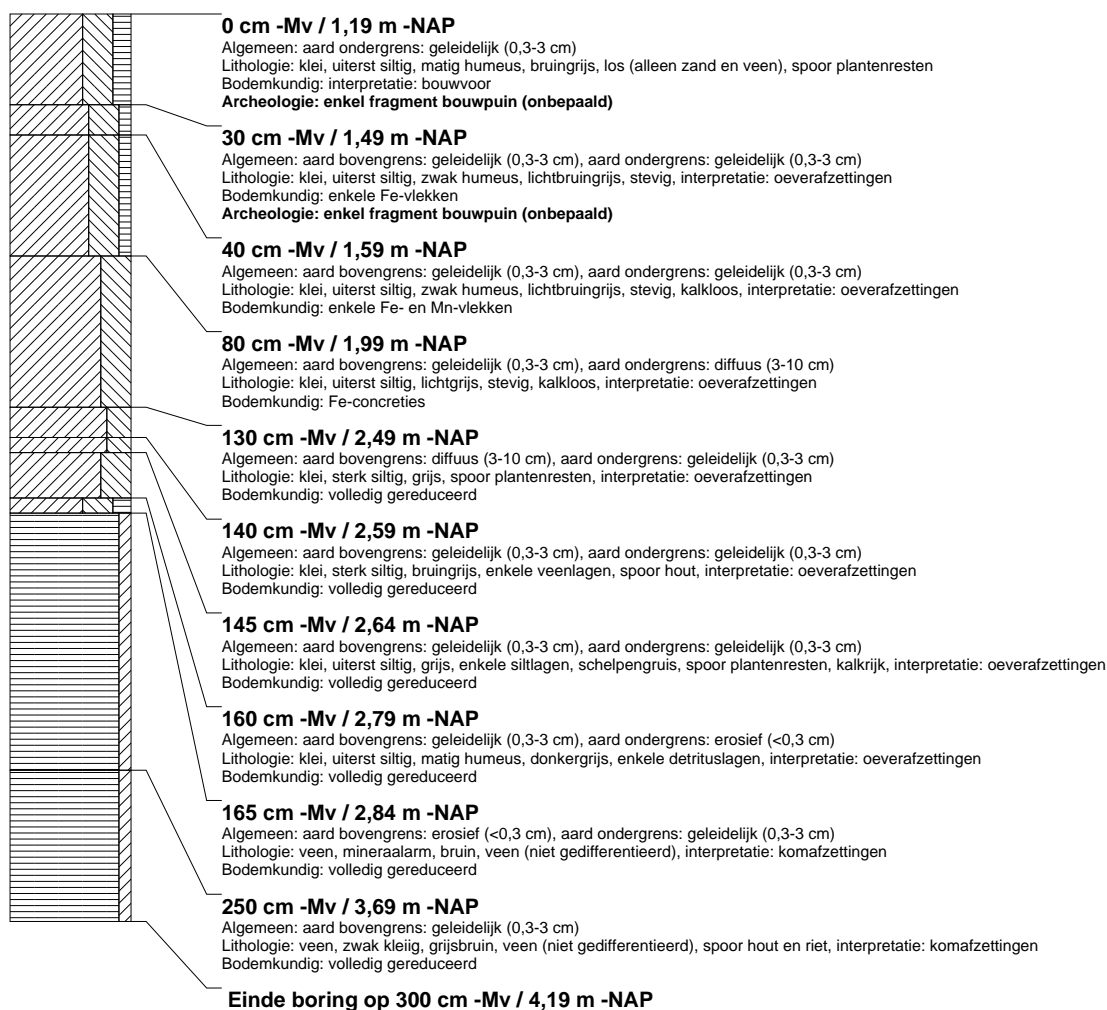 0 cm -Mv / 1,19 m -NAP
Algemeen: aard ondergrens: geleidelijk (0,3-3 cm)
Lithologie: klei, uiterst siltig, matig humeus, bruingrijs, los (alleen zand en veen), spoor plantenresten
Bodemkundig: interpretatie: bouwvoor
Archeologie: enkel fragment bouwpuin (onbepaald)
30 cm -Mv / 1,49 m -NAP
Algemeen: aard bovengrens: geleidelijk (0,3-3 cm), aard ondergrens: geleidelijk (0,3-3 cm)
Lithologie: klei, uiterst siltig, zwak humeus, lichtbruingrijs, stevig, interpretatie: oeverafzettingen
Bodemkundig: enkele Fe-vlekken
Archeologie: enkel fragment bouwpuin (onbepaald)
40 cm -Mv / 1,59 m -NAP
Algemeen: aard bovengrens: geleidelijk (0,3-3 cm), aard ondergrens: geleidelijk (0,3-3 cm)
Lithologie: klei, uiterst siltig, zwak humeus, lichtbruingrijs, stevig, kalkloos, interpretatie: oeverafzettingen
Bodemkundig: enkele Fe- en Mn-vlekken
80 cm -Mv / 1,99 m -NAP
Algemeen: aard bovengrens: geleidelijk (0,3-3 cm), aard ondergrens: diffuus (3-10 cm)
Lithologie: klei, uiterst siltig, lichtgrijs, stevig, kalkloos, interpretatie: oeverafzettingen
Bodemkundig: Fe-concreties
130 cm -Mv / 2,49 m -NAP
Algemeen: aard bovengrens: diffuus (3-10 cm), aard ondergrens: geleidelijk (0,3-3 cm)
Lithologie: klei, sterk siltig, grijs, spoor plantenresten, interpretatie: oeverafzettingen
Bodemkundig: volledig gereduceerd
140 cm -Mv / 2,59 m -NAP
Algemeen: aard bovengrens: geleidelijk (0,3-3 cm), aard ondergrens: geleidelijk (0,3-3 cm)
Lithologie: klei, sterk siltig, bruingrijs, enkele veenlagen, spoor hout, interpretatie: oeverafzettingen
Bodemkundig: volledig gereduceerd
145 cm -Mv / 2,64 m -NAP
Algemeen: aard bovengrens: geleidelijk (0,3-3 cm), aard ondergrens: geleidelijk (0,3-3 cm)
Lithologie: klei, uiterst siltig, grijs, enkele siltlagen, schelpengruis, spoor plantenresten, kalkrijk, interpretatie: oeverafzettingen
Bodemkundig: volledig gereduceerd
160 cm -Mv / 2,79 m -NAP
Algemeen: aard bovengrens: geleidelijk (0,3-3 cm), aard ondergrens: erosief (<0,3 cm)
Lithologie: klei, uiterst siltig, matig humeus, donkergrijs, enkele detrituslagen, interpretatie: oeverafzettingen
Bodemkundig: volledig gereduceerd
165 cm -Mv / 2,84 m -NAP
Algemeen: aard bovengrens: erosief (<0,3 cm), aard ondergrens: geleidelijk (0,3-3 cm)
Lithologie: veen, mineraalarm, bruin, veen (niet gedifferentieerd), interpretatie: komafzettingen
Bodemkundig: volledig gereduceerd
250 cm -Mv / 3,69 m -NAP
Algemeen: aard bovengrens: geleidelijk (0,3-3 cm)
Lithologie: veen, zwak kleiig, grijsbruin, veen (niet gedifferentieerd), spoor hout en riet, interpretatie: komafzettingen
Bodemkundig: volledig gereduceerd
Einde boring op 300 cm -Mv / 4,19 m -NAP